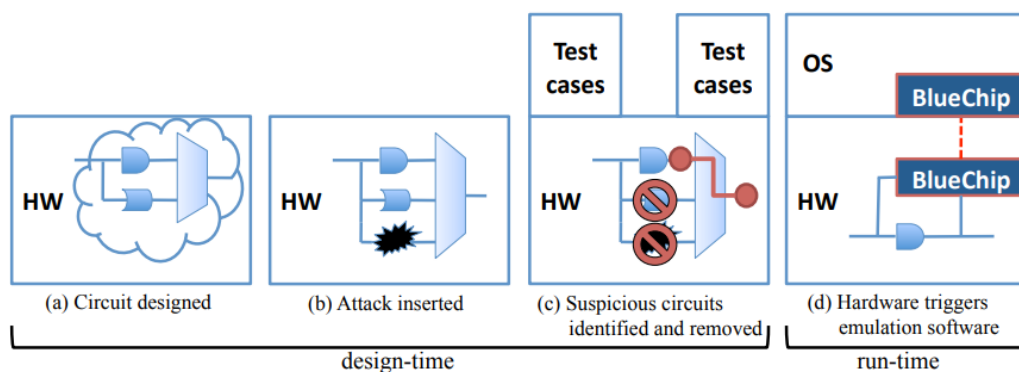 Test
cases
Test
cases
OS
BlueChip
HW
HW
HW
BlueChip
HW
(a) Circuit designed
(b) Attack inserted
(c) Suspicious circuits
identified and removed
(d) Hardware triggers
emulation software
design-time
run-time